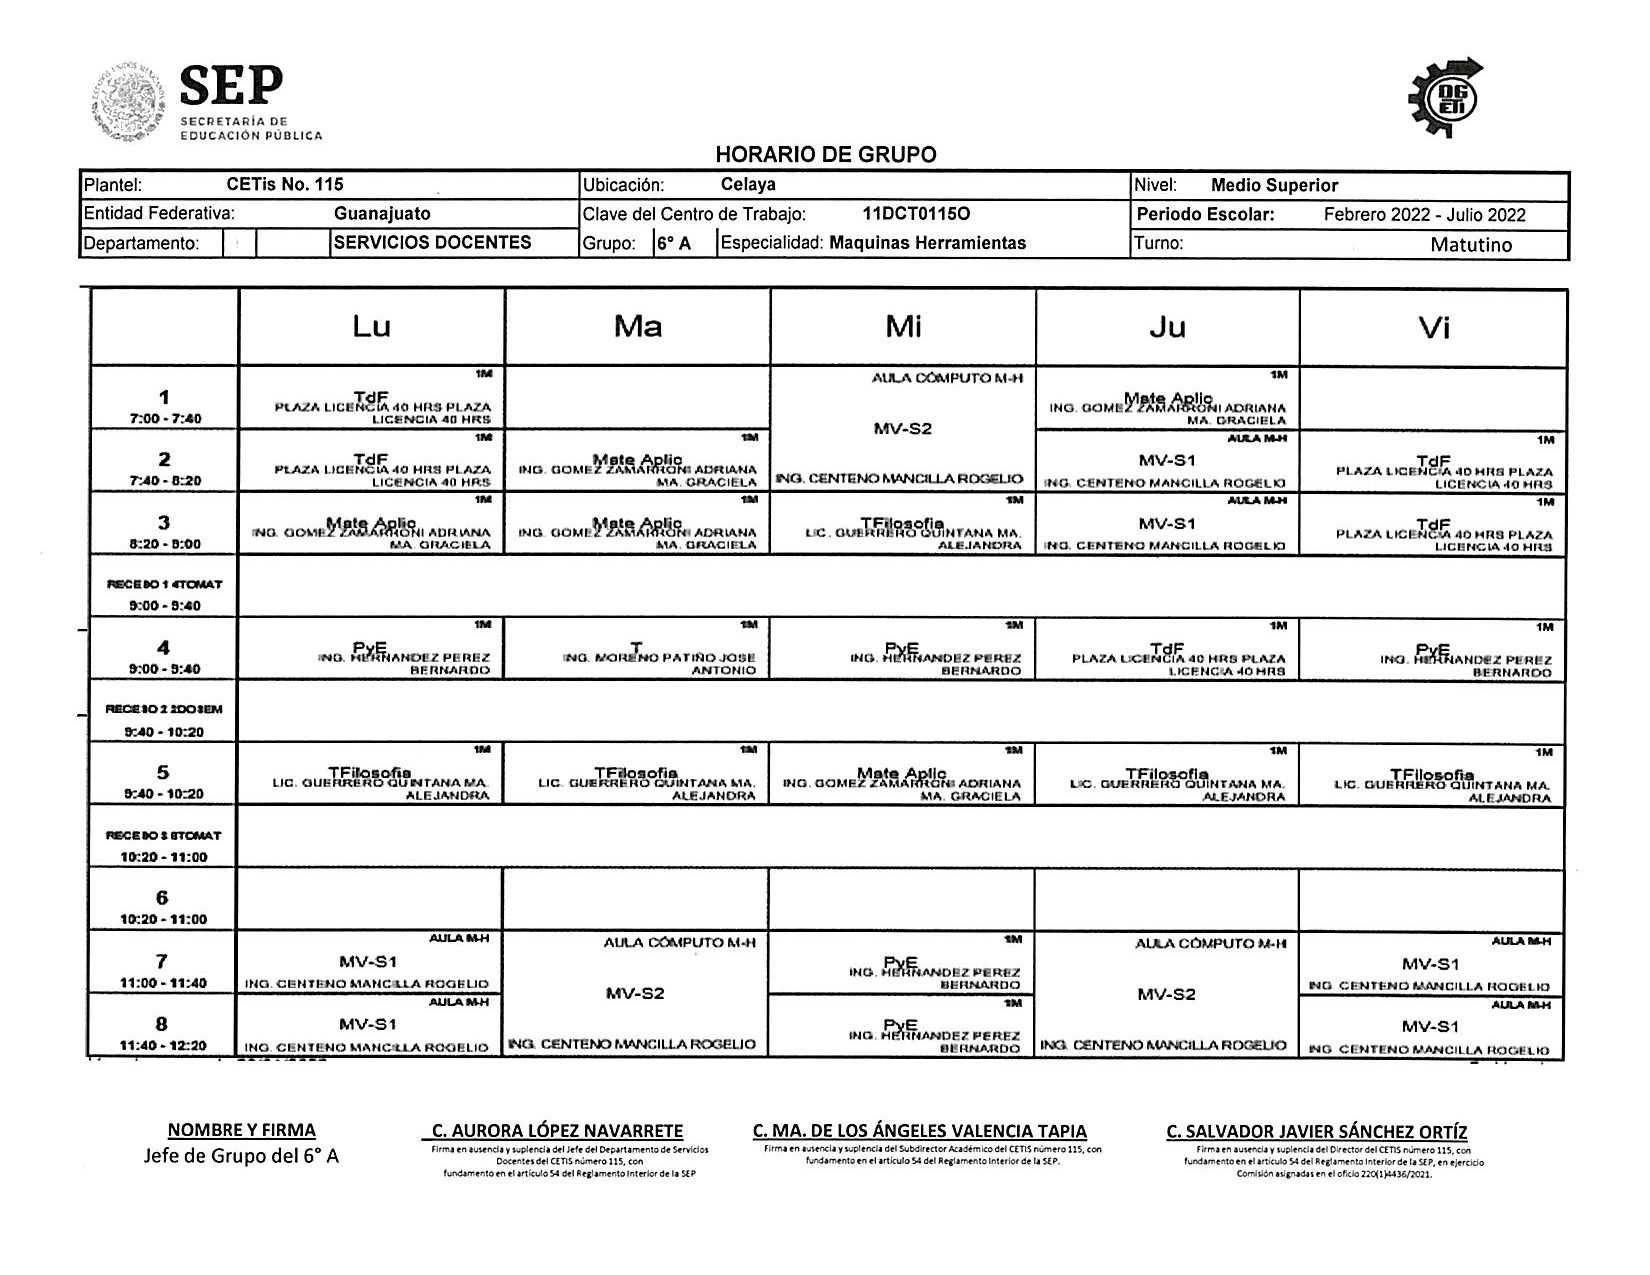 SEP
SECRETARÍA DE
EDUCACIÓN PÚBLICA
DG
ETI
HORARIO DE GRUPO
Plantel: CETis No. 115 Ubicación: Celaya Nivel: Medio Superior
Entidad Federativa: Guanajuato Clave del Centro de Trabajo: 11DCT0115O Periodo Escolar: Febrero 2022 - Julio 2022
Departamento: SERVICIOS DOCENTES Grupo: 6° A Especialidad: Maquinas Herramientas Turno: Matutino
Lu Ma Mi Ju Vi
1
7:00 - 7:40
1M
TdF
PLAZA LICENCIA 40 HRS PLAZA
LICENCIA 40 HRS
AULA CÓMPUTO M-H
MV-S2
ING. CENTENO MANCILLA ROGELIO
1M
Mate Aplic
ING. GOMEZ ZAMARRONI ADRIANA
MA. GRACIELA
2
7:40 - 8:20
1M
TdF
PLAZA LICENCIA 40 HRS PLAZA
LICENCIA 40 HRS
1M
Mate Aplic
ING. GOMEZ ZAMARRONI ADRIANA
MA. GRACIELA
AULA M-H
MV-S1
ING. CENTENO MANCILLA ROGELIO
1M
TdF
PLAZA LICENCIA 40 HRS PLAZA
LICENCIA 40 HRS
3
8:20 - 9:00
1M
Mate Aplic
ING. GOMEZ ZAMARRONI ADRIANA
MA. GRACIELA
1M
Mate Aplic
ING. GOMEZ ZAMARRONI ADRIANA
MA. GRACIELA
1M
TFilosofia
LIC. GUERRERO QUINTANA MA.
ALEJANDRA
AULA M-H
MV-S1
ING. CENTENO MANCILLA ROGELIO
1M
TdF
PLAZA LICENCIA 40 HRS PLAZA
LICENCIA 40 HRS
RECESO 1 4TOMAT
9:00 - 9:40
4
9:00 - 9:40
1M
PyE
ING. HERNANDEZ PEREZ
BERNARDO
1M
T
ING. MORENO PATIÑO JOSE
ANTONIO
1M
PyE
ING. HERNANDEZ PEREZ
BERNARDO
1M
TdF
PLAZA LICENCIA 40 HRS PLAZA
LICENCIA 40 HRS
1M
PyE
ING. HERNANDEZ PEREZ
BERNARDO
RECESO 2 2DOSEM
9:40 - 10:20
5
9:40 - 10:20
1M
TFilosofia
LIC. GUERRERO QUINTANA MA.
ALEJANDRA
1M
TFilosofia
LIC. GUERRERO QUINTANA MA.
ALEJANDRA
1M
Mate Aplic
ING. GOMEZ ZAMARRONI ADRIANA
MA. GRACIELA
1M
TFilosofia
LIC. GUERRERO QUINTANA MA.
ALEJANDRA
1M
TFilosofia
LIC. GUERRERO QUINTANA MA.
ALEJANDRA
RECESO 3 6TOMAT
10:20 - 11:00
6
10:20 - 11:00
7
11:00 - 11:40
AULA M-H
MV-S1
ING. CENTENO MANCILLA ROGELIO
AULA CÓMPUTO M-H
MV-S2
ING. CENTENO MANCILLA ROGELIO
1M
PyE
ING. HERNANDEZ PEREZ
BERNARDO
AULA CÓMPUTO M-H
MV-S2
ING. CENTENO MANCILLA ROGELIO
AULA M-H
MV-S1
ING CENTENO MANCILLA ROGELIO
8
11:40 - 12:20
AULA M-H
MV-S1
ING. CENTENO MANCILLA ROGELIO
1M
PyE
ING. HERNANDEZ PEREZ
BERNARDO
AULA M-H
MV-S1
ING CENTENO MANCILLA ROGELIO
NOMBRE Y FIRMA
Jefe de Grupo del 6° A
C. AURORA LÓPEZ NAVARRETE
Firma en ausencia y suplencia del Jefe del Departamento de Servicios
Docentes del CETIS número 115, con
fundamento en el artículo 54 del Reglamento Interior de la SEP
C. MA. DE LOS ÁNGELES VALENCIA TAPIA
Firma en ausencia y suplencia del Subdirector Académico del CETIS número 115, con
fundamento en el artículo 54 del Reglamento Interior de la SEP.
C. SALVADOR JAVIER SÁNCHEZ ORTÍZ
Firma en ausencia y suplencia del Director del CETIS número 115, con
fundamento en el artículo 54 del Reglamento Interior de la SEP, en ejercicio
Comisión asignadas en el oficio 220(1)4436/2021.